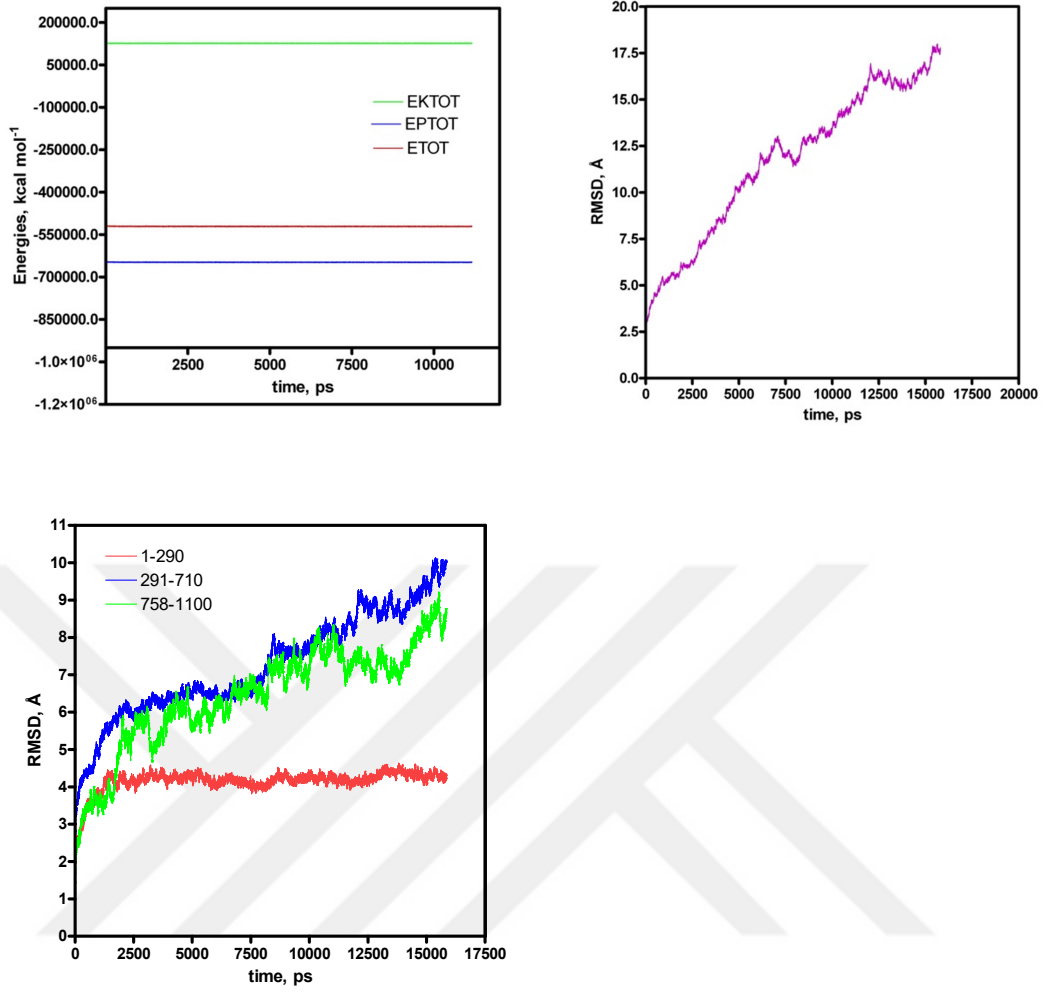 200000.0
50000.0
-100000.0
-250000.0
-400000.0
-550000.0
-700000.0
-850000.0
-1.0×10⁰⁶
-1.2×10⁰⁶
Energies, kcal mol⁻¹
EKTOT
EPTOT
ETOT
2500 5000 7500 10000
time, ps
20.0
17.5
15.0
12.5
10.0
7.5
5.0
2.5
0.0
RMSD, Å
0 2500 5000 7500 10000 12500 15000 17500 20000
time, ps
11
10
9
8
7
6
5
4
3
2
1
0
RMSD, Å
1-290
291-710
758-1100
0 2500 5000 7500 10000 12500 15000 17500
time, ps